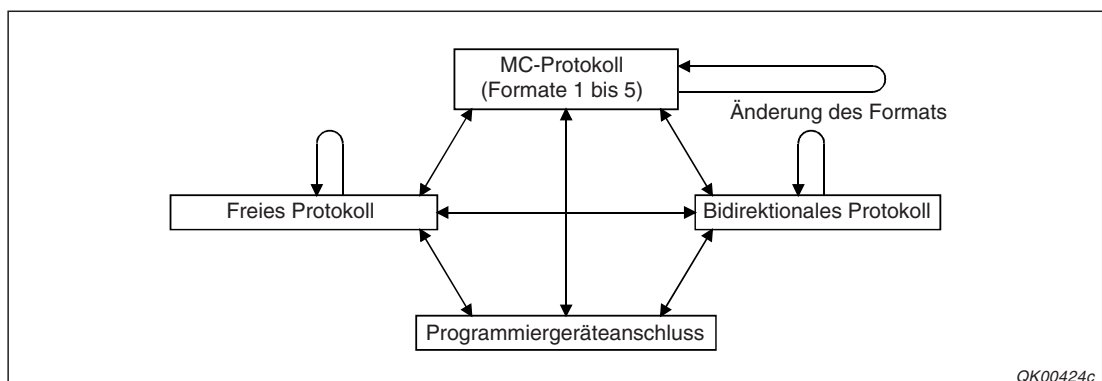 MC-Protokoll
(Formate 1 bis 5)
Änderung des Formats
Freies Protokoll
Bidirektionales Protokoll
Programmiergeräteanschluss
QK00424c